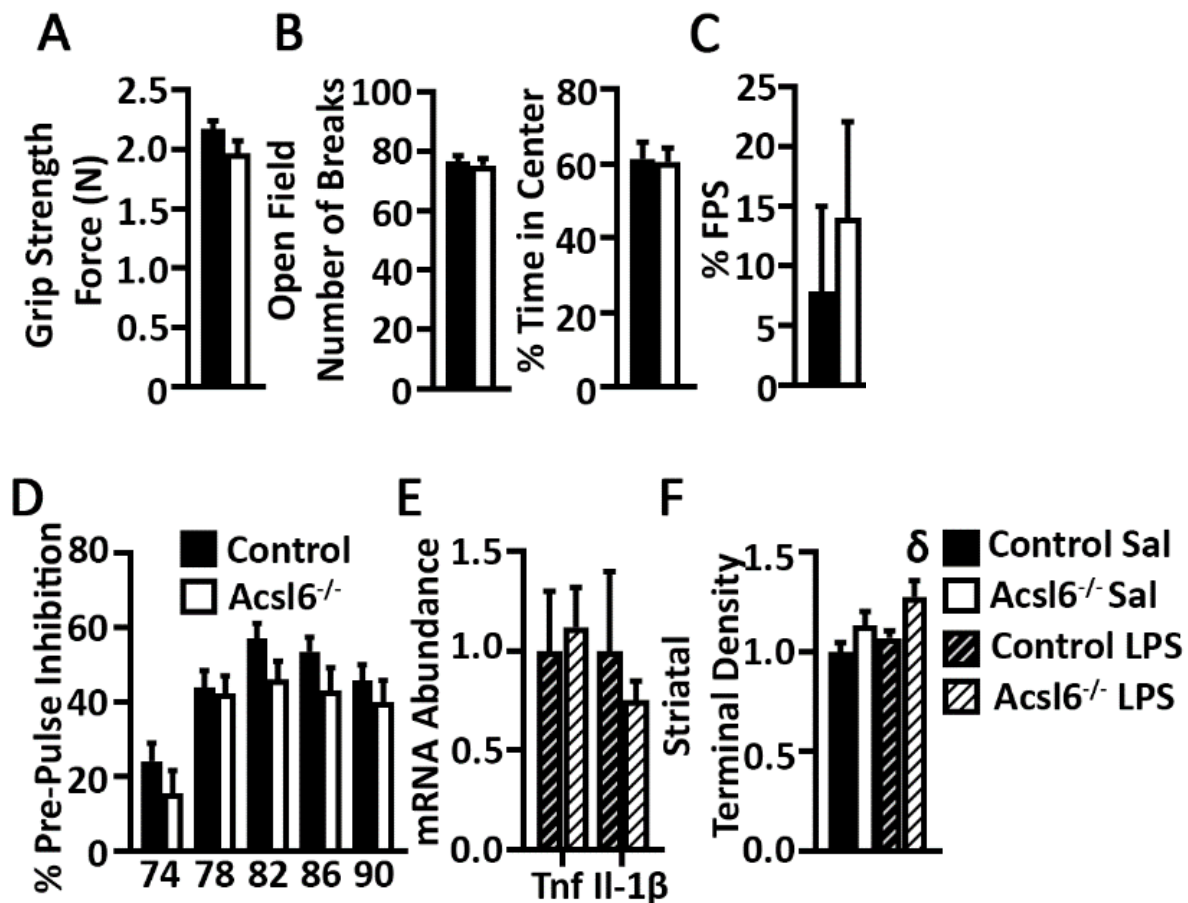 A
Grip Strength
Force (N)
2.5
2.0
1.5
1.0
0.5
0
B
Open Field
Number of Breaks
100
80
60
40
20
0
% Time in Center
80
60
40
20
0
C
% FPS
25
20
15
10
5
0
D
% Pre-Pulse Inhibition
80
60
40
20
0
Control
Acsl6-/-
74 78 82 86 90
E
mRNA Abundance
1.5
1.0
0.5
0.0
Tnf Il-1β
F
Striatal
Terminal Density
1.5
1.0
0.5
0.0
δ
Control Sal
Acsl6-/- Sal
Control LPS
Acsl6-/- LPS